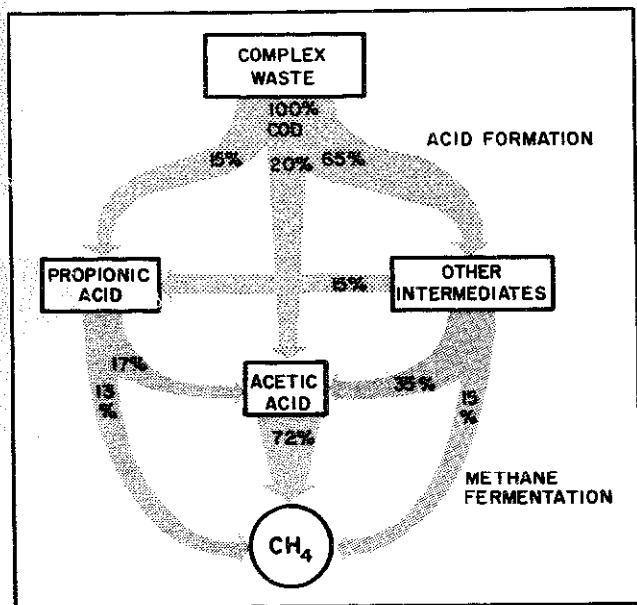 COMPLEX
WASTE
100%
COD
15%
20%
65%
ACID FORMATION
PROPIONIC
ACID
15%
OTHER
INTERMEDIATES
17%
13
%
ACETIC
ACID
35%
15
%
72%
METHANE
FERMENTATION
CH₄